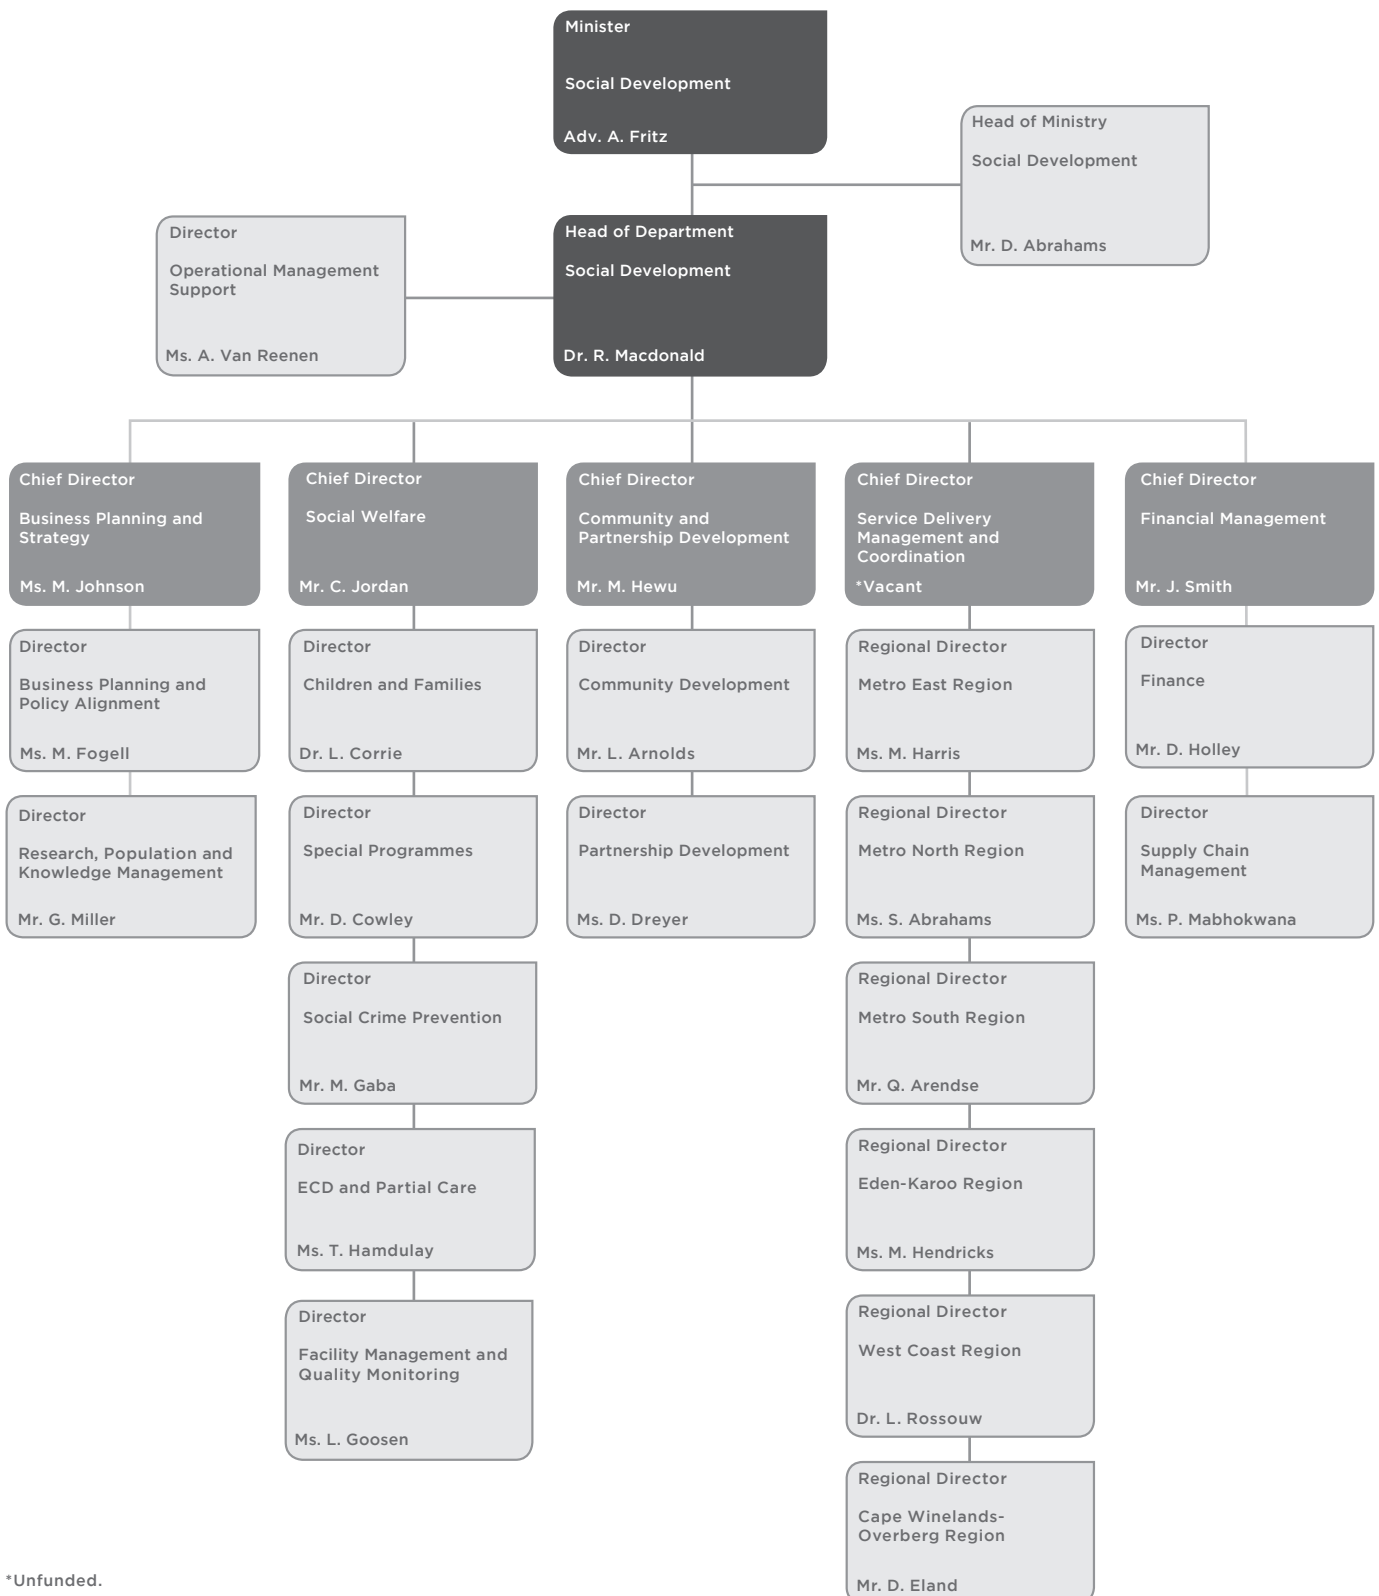 Minister
Social Development
Adv. A. Fritz
Head of Ministry
Social Development
Mr. D. Abrahams
Director
Operational Management
Support
Ms. A. Van Reenen
Head of Department
Social Development
Dr. R. Macdonald
Chief Director
Business Planning and
Strategy
Ms. M. Johnson
Director
Business Planning and
Policy Alignment
Ms. M. Fogell
Director
Research, Population and
Knowledge Management
Mr. G. Miller
Chief Director
Social Welfare
Mr. C. Jordan
Director
Children and Families
Dr. L. Corrie
Director
Special Programmes
Mr. D. Cowley
Director
Social Crime Prevention
Mr. M. Gaba
Director
ECD and Partial Care
Ms. T. Hamdulay
Director
Facility Management and
Quality Monitoring
Ms. L. Goosen
Chief Director
Community and
Partnership Development
Mr. M. Hewu
Director
Community Development
Mr. L. Arnolds
Director
Partnership Development
Ms. D. Dreyer
Chief Director
Service Delivery
Management and
Coordination
*Vacant
Regional Director
Metro East Region
Ms. M. Harris
Regional Director
Metro North Region
Ms. S. Abrahams
Regional Director
Metro South Region
Mr. Q. Arendse
Regional Director
Eden-Karoo Region
Ms. M. Hendricks
Regional Director
West Coast Region
Dr. L. Rossouw
Regional Director
Cape Winelands-
Overberg Region
Mr. D. Eland
Chief Director
Financial Management
Mr. J. Smith
Director
Finance
Mr. D. Holley
Director
Supply Chain
Management
Ms. P. Mabhokwana
*Unfunded.